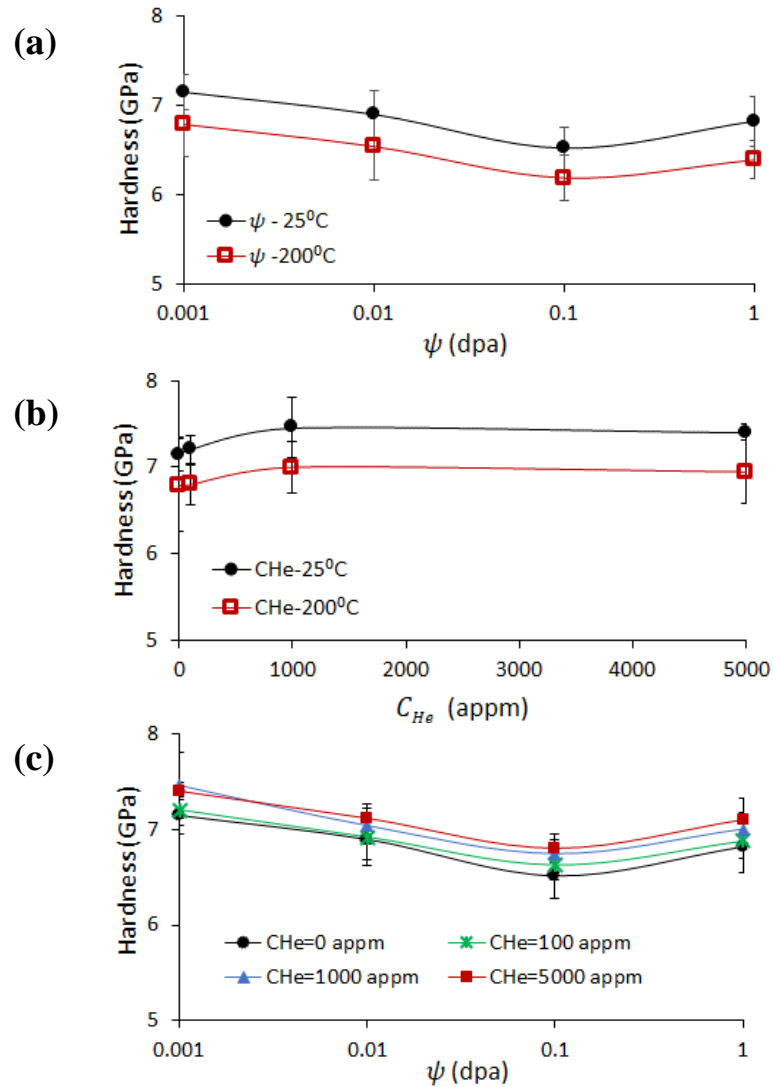 (a)
8
7
6
5
Hardness (GPa)
ψ - 25⁰C
ψ -200⁰C
0.001 0.01 0.1 1
ψ (dpa)
(b)
8
7
6
5
Hardness (GPa)
CHe-25⁰C
CHe-200⁰C
0 1000 2000 3000 4000 5000
C_He (appm)
(c)
8
7
6
5
Hardness (GPa)
CHe=0 appm CHe=100 appm
CHe=1000 appm CHe=5000 appm
0.001 0.01 0.1 1
ψ (dpa)